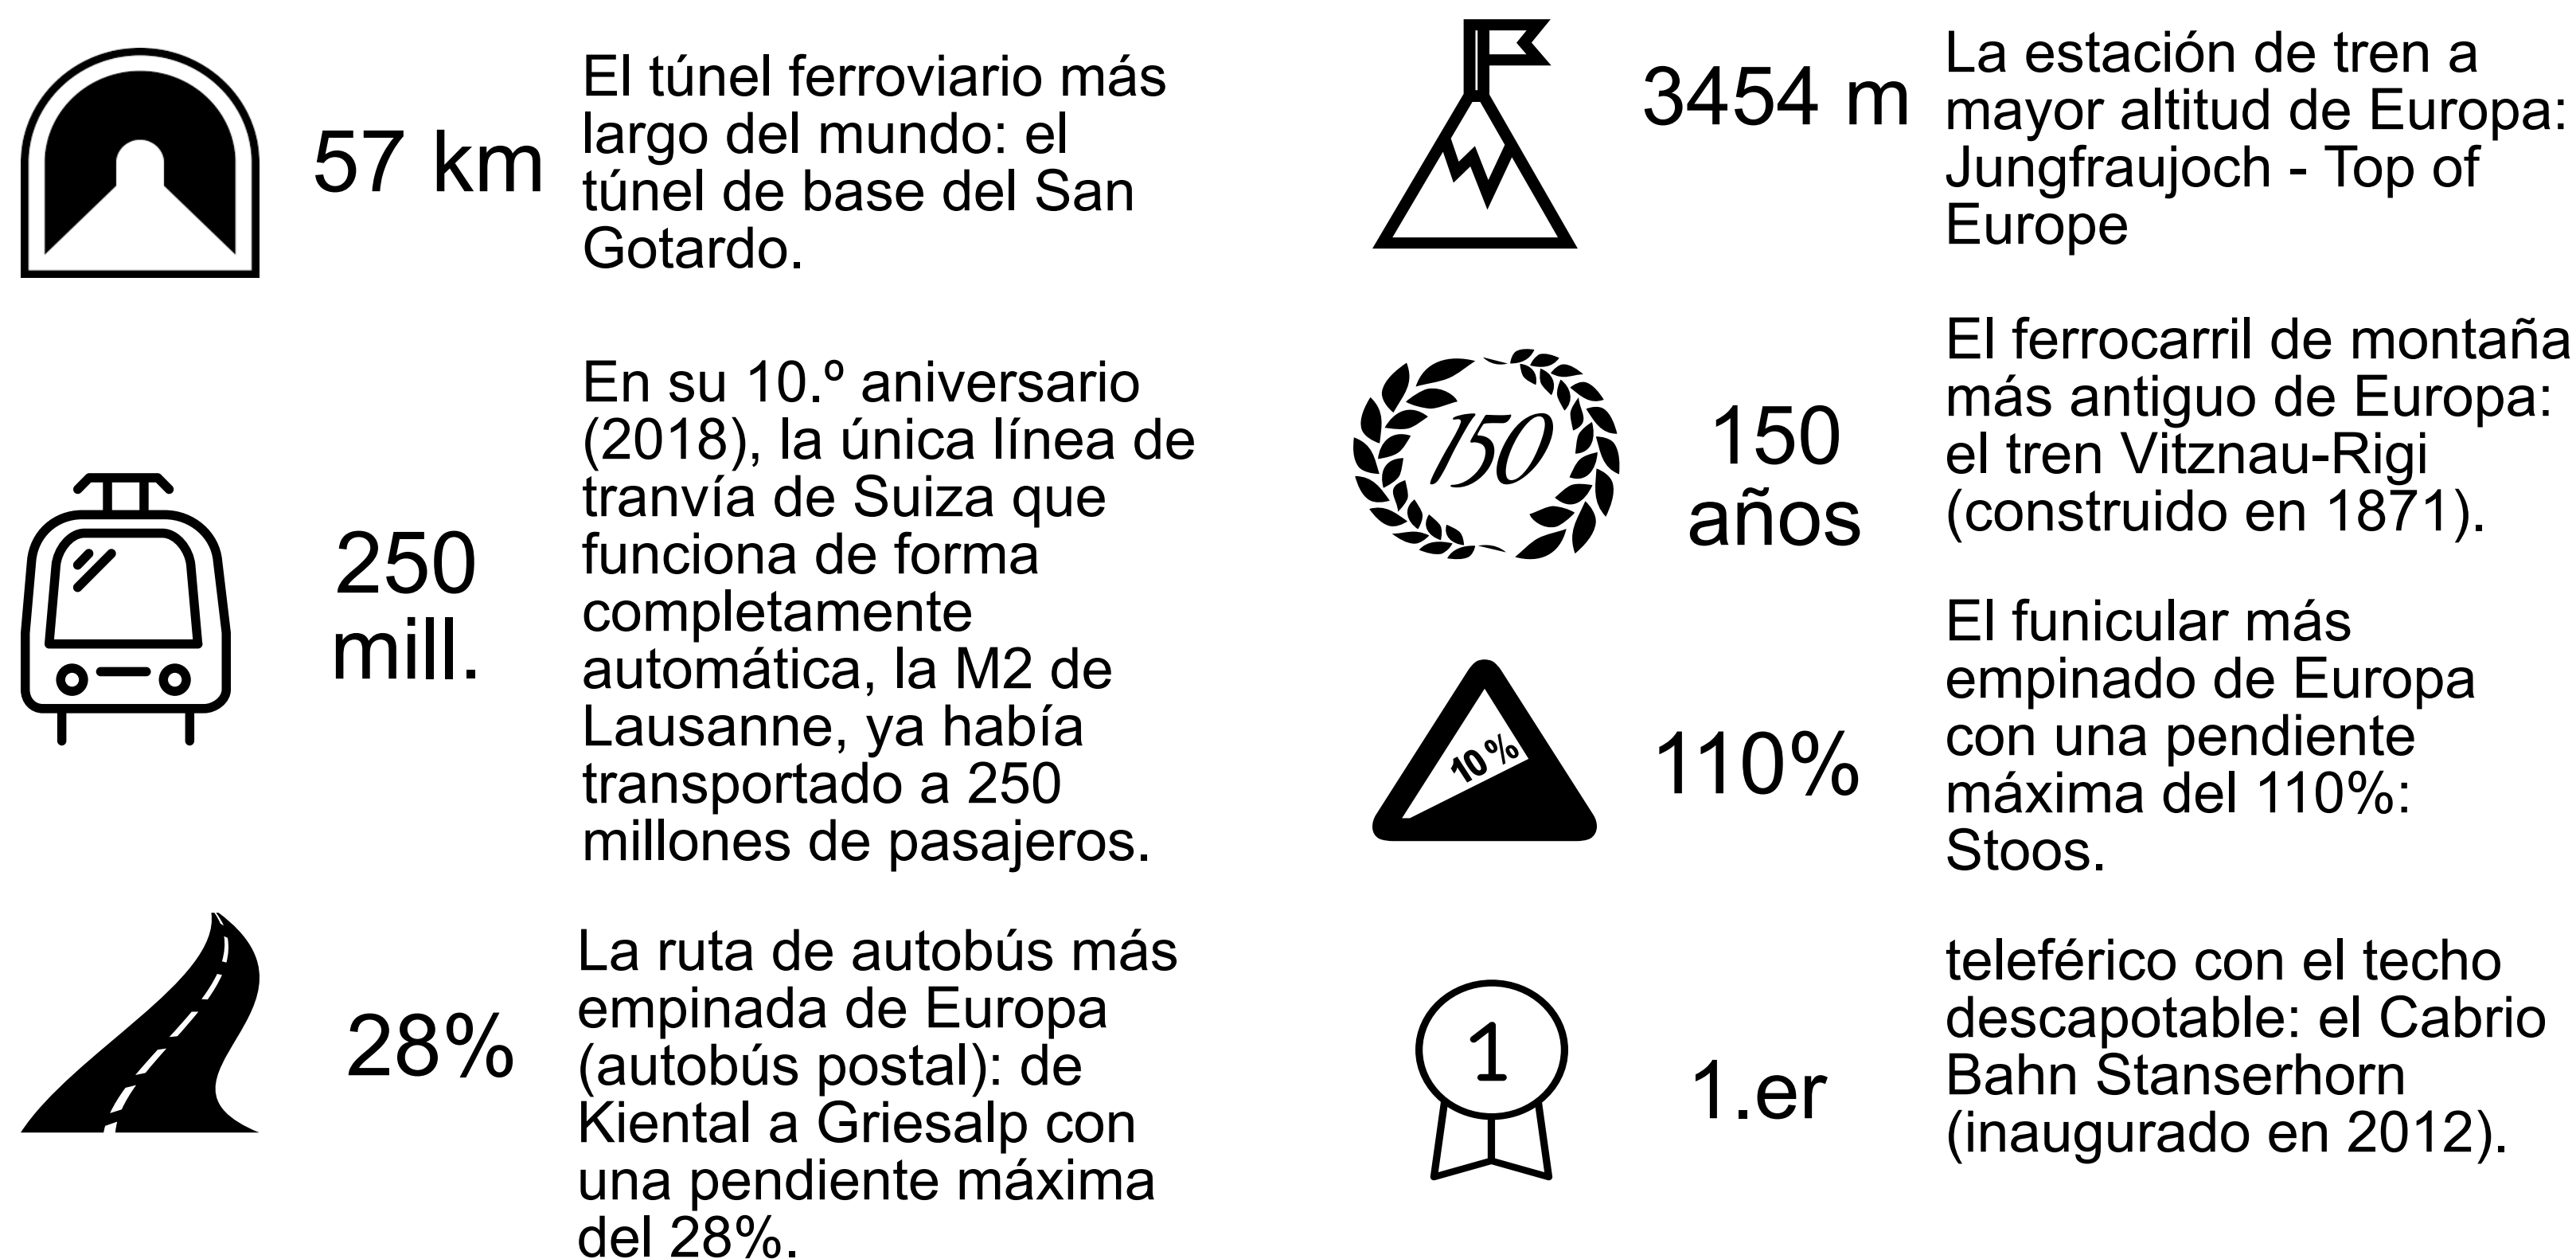 57 km
El túnel ferroviario más
largo del mundo: el
túnel de base del San
Gotardo.
250
mill.
En su 10.º aniversario
(2018), la única línea de
tranvía de Suiza que
funciona de forma
completamente
automática, la M2 de
Lausanne, ya había
transportado a 250
millones de pasajeros.
28%
La ruta de autobús más
empinada de Europa
(autobús postal): de
Kiental a Griesalp con
una pendiente máxima
del 28%.
3454 m
La estación de tren a
mayor altitud de Europa:
Jungfraujoch - Top of
Europe
150
150
años
El ferrocarril de montaña
más antiguo de Europa:
el tren Vitznau-Rigi
(construido en 1871).
10%
110%
El funicular más
empinado de Europa
con una pendiente
máxima del 110%:
Stoos.
1
1.er
teleférico con el techo
descapotable: el Cabrio
Bahn Stanserhorn
(inaugurado en 2012).